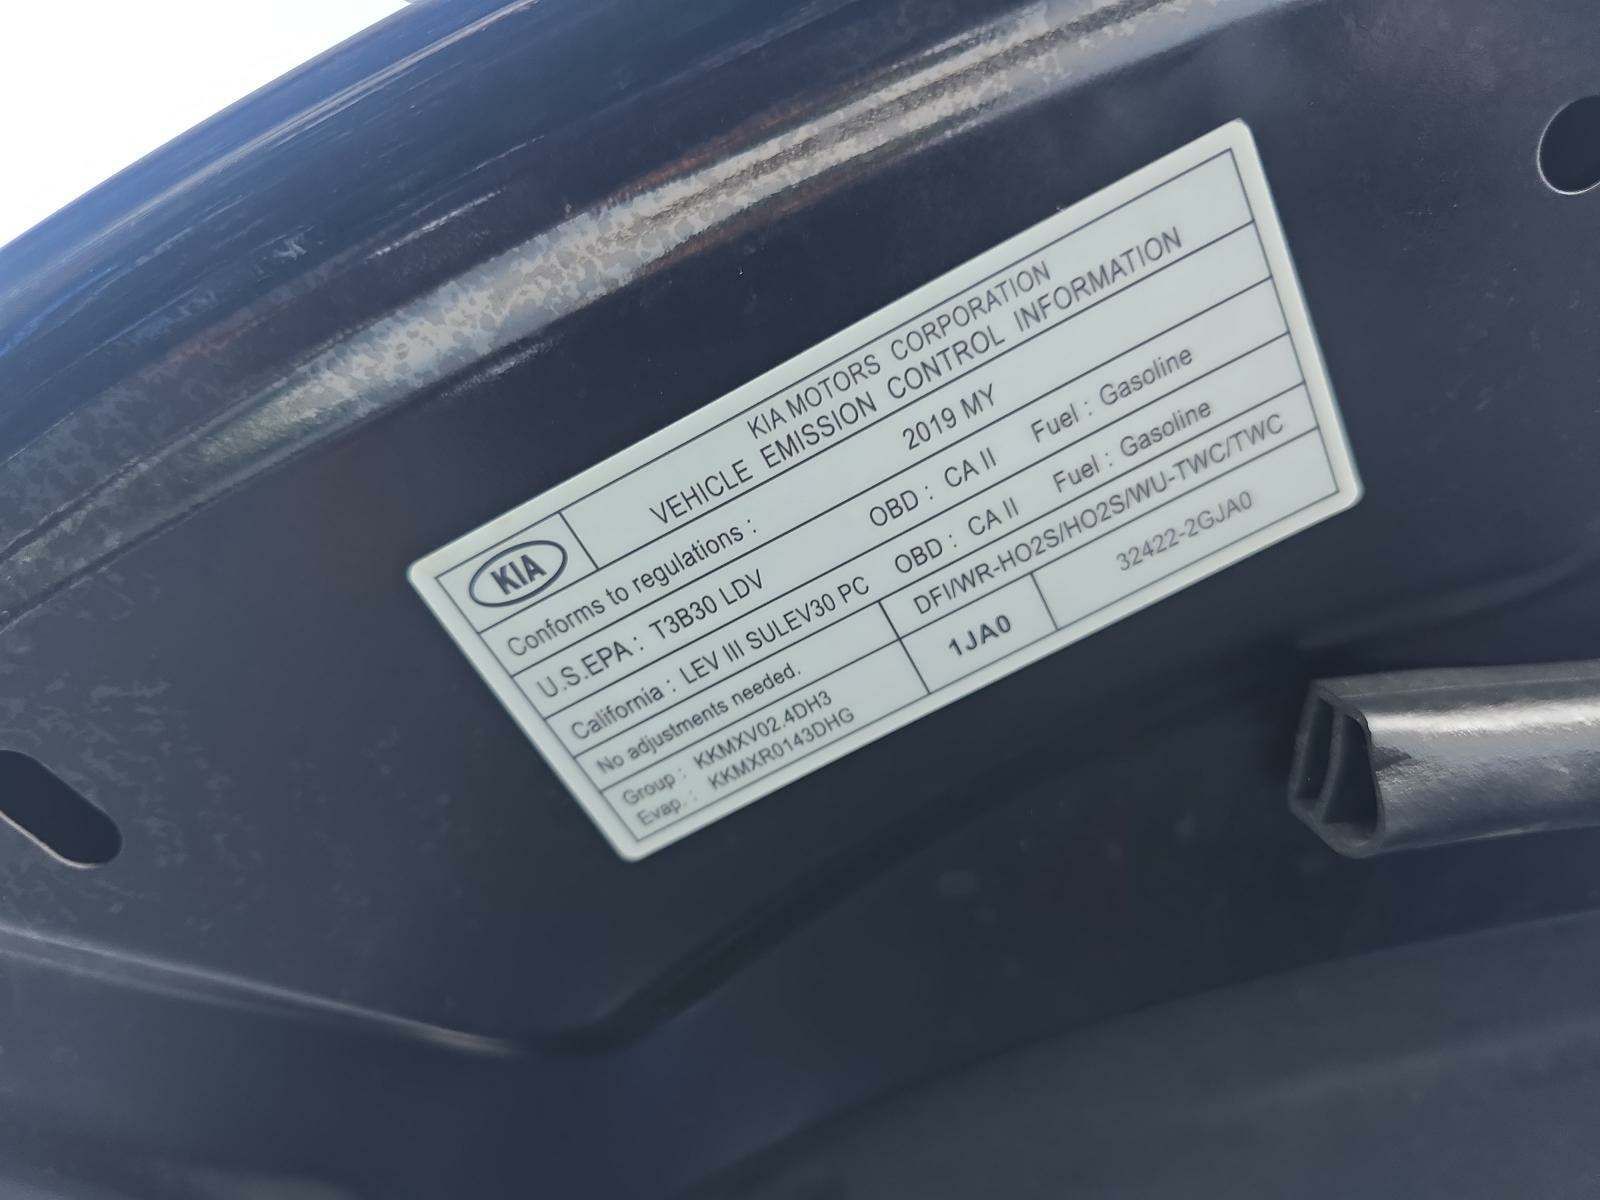 KIA MOTORS CORPORATION
KIA VEHICLE EMISSION CONTROL INFORMATION
Conforms to regulations : 2019 MY
U.S.EPA : T3B30 LDV OBD : CA II Fuel : Gasoline
California : LEV III SULEV30 PC OBD : CA II Fuel : Gasoline
No adjustments needed. DFI/WR-HO2S/HO2S/WU-TWC/TWC
Group : KKMXV02.4DH3 1JA0 32422-2GJA0
Evap. : KKMXR0143DHG